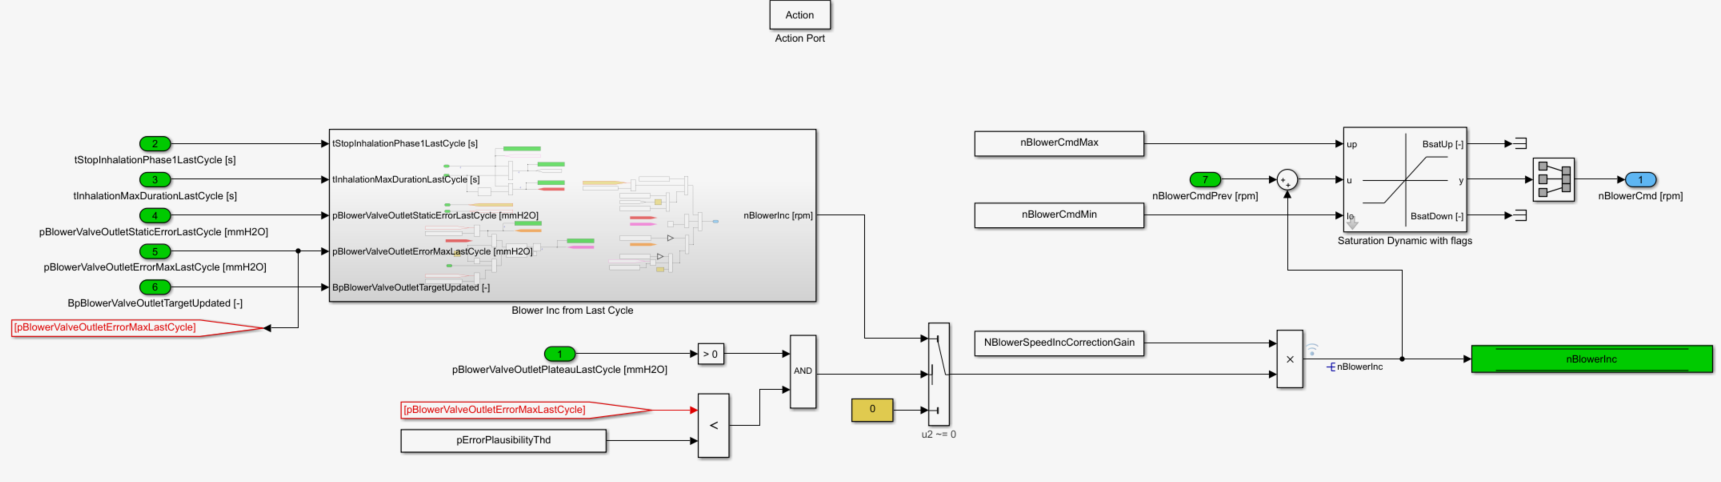 Action
Action Port
2
tStopInhalationPhase1LastCycle [s]
3
tInhalationMaxDurationLastCycle [s]
4
pBlowerValveOutletStaticErrorLastCycle [mmH2O]
5
pBlowerValveOutletErrorMaxLastCycle [mmH2O]
6
BpBlowerValveOutletTargetUpdated [-]
[pBlowerValveOutletErrorMaxLastCycle]
tStopInhalationPhase1LastCycle [s]
tInhalationMaxDurationLastCycle [s]
pBlowerValveOutletStaticErrorLastCycle [mmH2O]
pBlowerValveOutletErrorMaxLastCycle [mmH2O]
BpBlowerValveOutletTargetUpdated [-]
nBlowerInc [rpm]
Blower Inc from Last Cycle
1
pBlowerValveOutletPlateauLastCycle [mmH2O]
> 0
[pBlowerValveOutletErrorMaxLastCycle]
pErrorPlausibilityThd
<
AND
0
u2 ~= 0
nBlowerCmdMax
nBlowerCmdMin
7
nBlowerCmdPrev [rpm]
+
+
up
u
lo
BsatUp [-]
y
BsatDown [-]
Saturation Dynamic with flags
1
nBlowerCmd [rpm]
NBlowerSpeedIncCorrectionGain
×
nBlowerInc
nBlowerInc